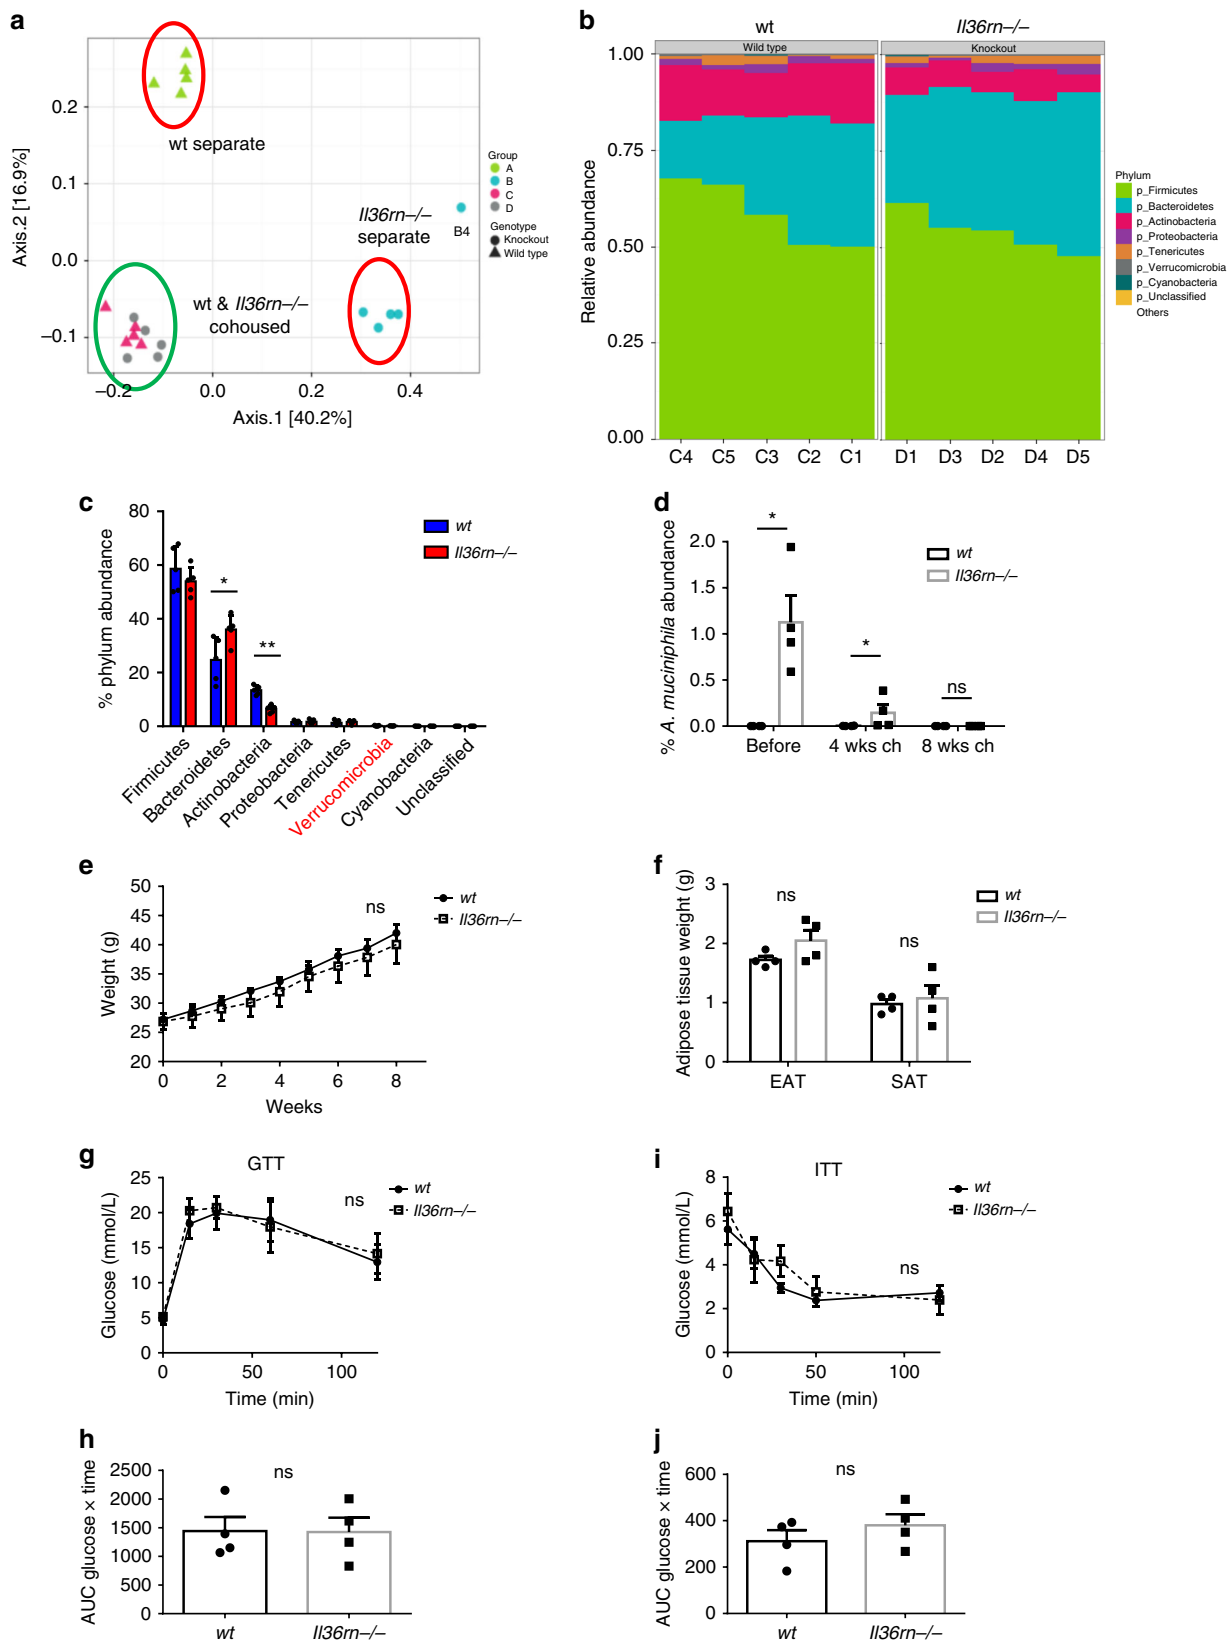 a
0.2
0.1
0.0
−0.1
Axis.2 [16.9%]
−0.2
0.0
0.2
0.4
Axis.1 [40.2%]
wt separate
Il36rn–/–
separate
B4
wt & Il36rn–/–
cohoused
Group
A
B
C
D
Genotype
Knockout
Wild type
b
wt
Il36rn–/–
Wild type
Knockout
1.00
0.75
0.50
0.25
0.00
Relative abundance
C4 C5 C3 C2 C1 D1 D3 D2 D4 D5
Phylum
p_Firmicutes
p_Bacteroidetes
p_Actinobacteria
p_Proteobacteria
p_Tenericutes
p_Verrucomicrobia
p_Cyanobacteria
p_Unclassified
Others
c
80
60
40
20
0
% phylum abundance
*
**
wt
Il36rn–/–
Firmicutes
Bacteroidetes
Actinobacteria
Proteobacteria
Tenericutes
Verrucomicrobia
Cyanobacteria
Unclassified
d
2.0
1.5
1.0
0.5
0.0
% A. muciniphila abundance
*
*
ns
wt
Il36rn–/–
Before 4 wks ch 8 wks ch
e
50
45
40
35
30
25
20
Weight (g)
0 2 4 6 8
Weeks
ns
wt
Il36rn–/–
f
3
2
1
0
Adipose tissue weight (g)
ns
ns
wt
Il36rn–/–
EAT SAT
g
GTT
25
20
15
10
5
0
Glucose (mmol/L)
0 50 100
Time (min)
ns
wt
Il36rn–/–
i
ITT
8
6
4
2
0
Glucose (mmol/L)
0 50 100
Time (min)
ns
wt
Il36rn–/–
h
2500
2000
1500
1000
500
0
AUC glucose × time
ns
wt Il36rn–/–
j
600
400
200
0
AUC glucose × time
ns
wt Il36rn–/–